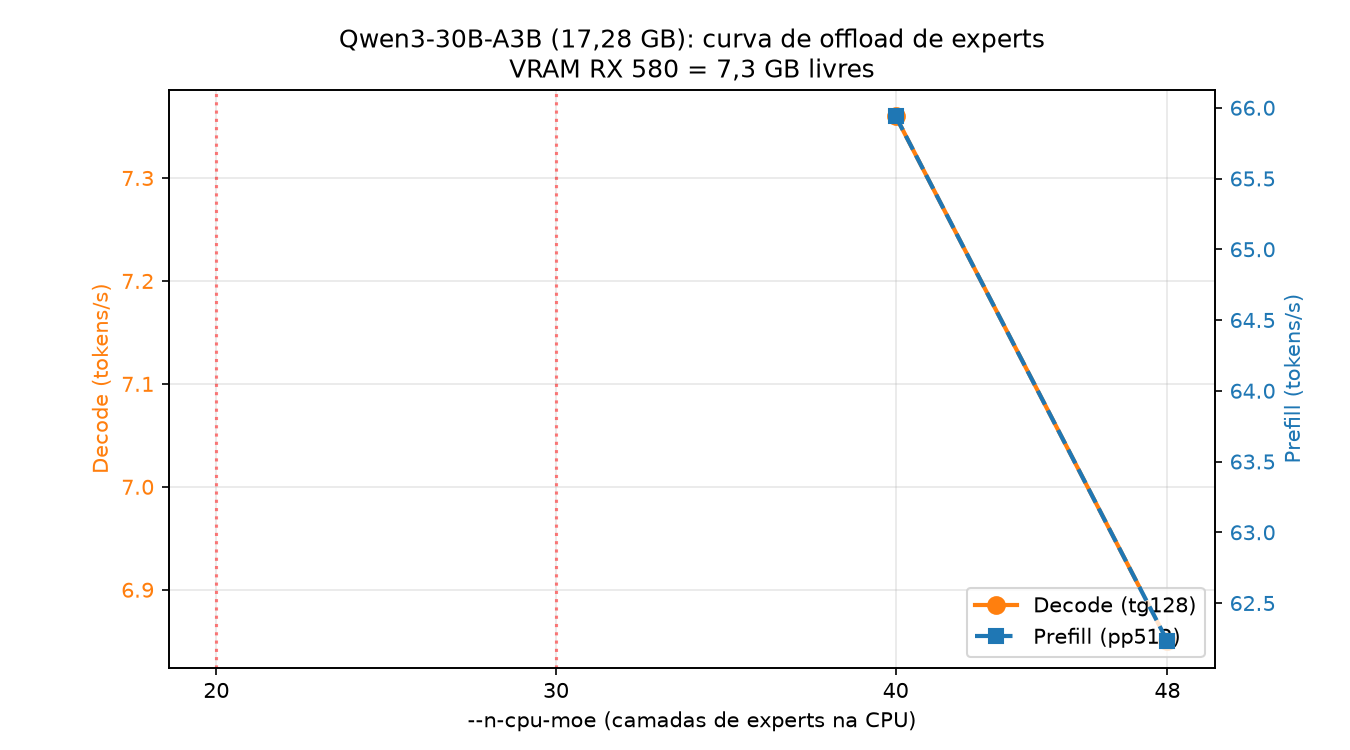 Qwen3-30B-A3B (17,28 GB): curva de offload de experts
VRAM RX 580 = 7,3 GB livres
Decode (tokens/s)
7.3
7.2
7.1
7.0
6.9
66.0
65.5
65.0
64.5
64.0
63.5
63.0
62.5
Prefill (tokens/s)
Decode (tg128)
Prefill (pp512)
20 30 40 48
--n-cpu-moe (camadas de experts na CPU)